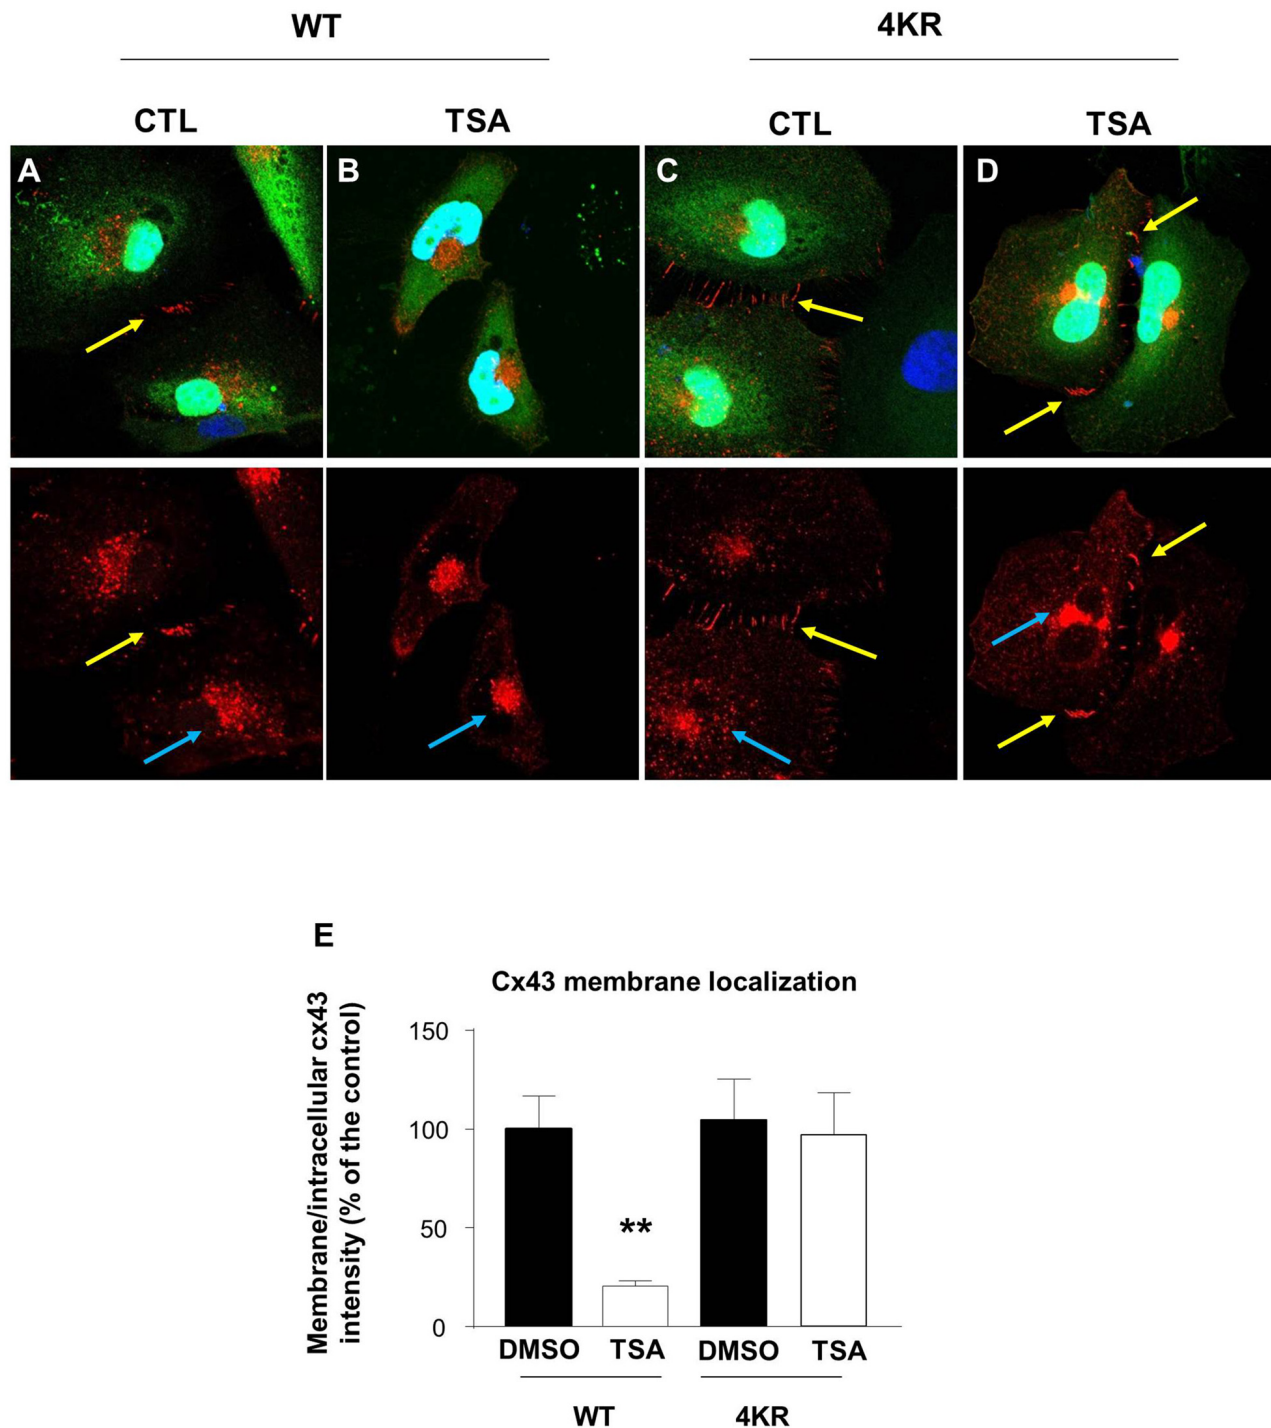 WT 4KR
CTL TSA CTL TSA
A B C D
E
Cx43 membrane localization
Membrane/intracellular cx43
intensity (% of the control)
150
100
50
0
**
DMSO TSA DMSO TSA
WT 4KR